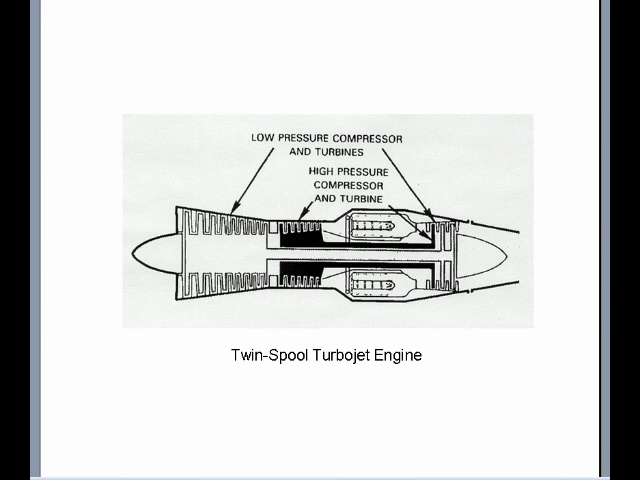 LOW PRESSURE COMPRESSOR
AND TURBINES
HIGH PRESSURE
COMPRESSOR
AND TURBINE
Twin-Spool Turbojet Engine